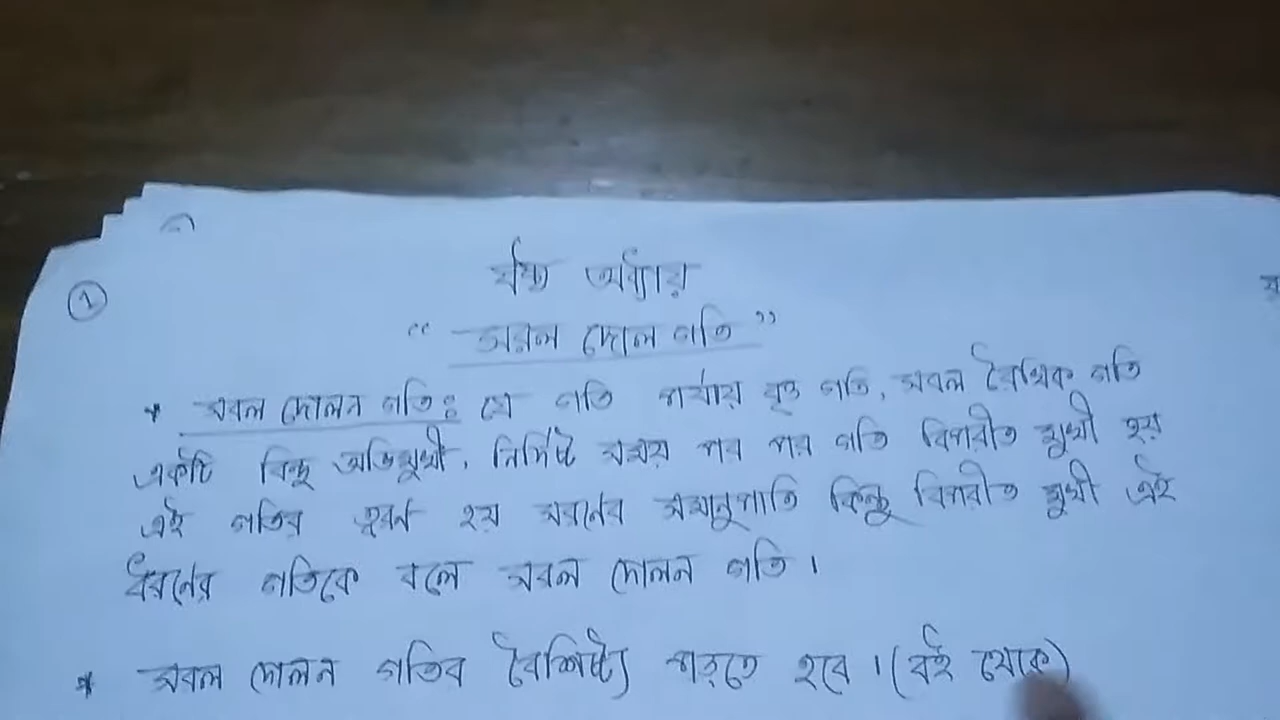 ①
ষষ্ঠ অধ্যায়
“সরল দোল গতি”
* সরল দোলন গতিঃ যে গতি পর্যায় বৃত্ত গতি, সরল রৈখিক গতি
একটি বিন্দু অভিমুখী, নির্দিষ্ট সময় পর পর গতি বিপরীত মুখী হয়
এই গতির ত্বরন হয় সরনের সমানুপাতি কিন্তু বিপরীত মুখী এই
ধরনের গতিকে বলে সরল দোলন গতি।
* সরল দোলন গতির বৈশিষ্ট্য পড়তে হবে। (বই থেকে)